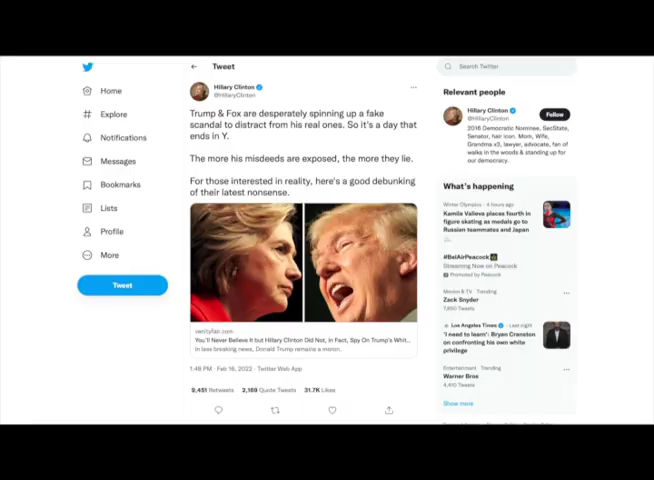 Tweet
Search Twitter
Home
Explore
Notifications
Messages
Bookmarks
Lists
Profile
More
Tweet
Hillary Clinton
@HillaryClinton
Trump & Fox are desperately spinning up a fake
scandal to distract from his real ones. So it's a day that
ends in Y.
The more his misdeeds are exposed, the more they lie.
For those interested in reality, here's a good debunking
of their latest nonsense.
vanityfair.com
You'll Never Believe It but Hillary Clinton Did Not, In Fact, Spy On Trump's Whit...
In less breaking news, Donald Trump remains a moron.
1:48 PM · Feb 16, 2022 · Twitter Web App
9,451 Retweets 2,169 Quote Tweets 31.7K Likes
Relevant people
Hillary Clinton
@HillaryClinton
Follow
2016 Democratic Nominee, SecState,
Senator, hair icon. Mom, Wife,
Grandma x3, lawyer, advocate, fan of
walks in the woods & standing up for
our democracy.
What's happening
Winter Olympics · 4 hours ago
Kamila Valieva places fourth in
figure skating as medals go to
Russian teammates and Japan
#BelAirPeacock
Streaming Now on Peacock
Promoted by Peacock
Movies & TV · Trending
Zack Snyder
7,850 Tweets
Los Angeles Times · Last night
'I need to learn': Bryan Cranston
on confronting his own white
privilege
Entertainment · Trending
Warner Bros
4,410 Tweets
Show more